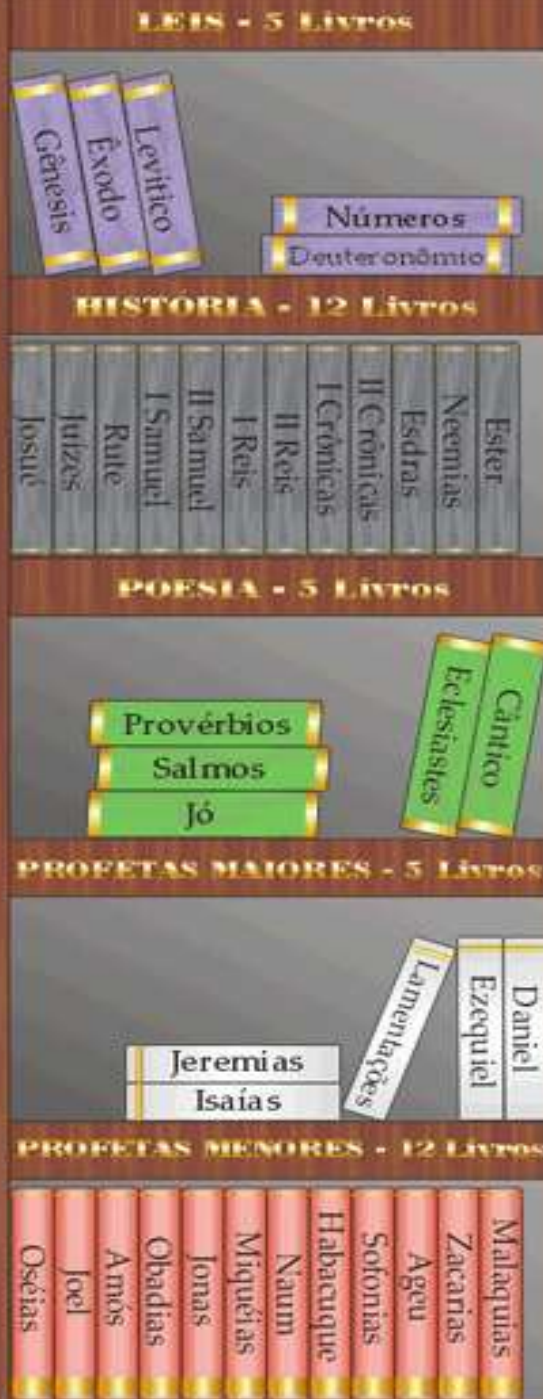 LEIS - 5 Livros
Gênesis
Êxodo
Levítico
Números
Deuteronômio
HISTÓRIA - 12 Livros
Josué
Juízes
Rute
I Samuel
II Samuel
I Reis
II Reis
I Crônicas
II Crônicas
Esdras
Neemias
Ester
POESIA - 5 Livros
Provérbios
Salmos
Jó
Eclesiastes
Cântico
PROFETAS MAIORES - 5 Livros
Jeremias
Isaías
Lamentações
Ezequiel
Daniel
PROFETAS MENORES - 12 Livros
Oséias
Joel
Amós
Obadias
Jonas
Miquéias
Naum
Habacuque
Sofonias
Ageu
Zacarias
Malaquias